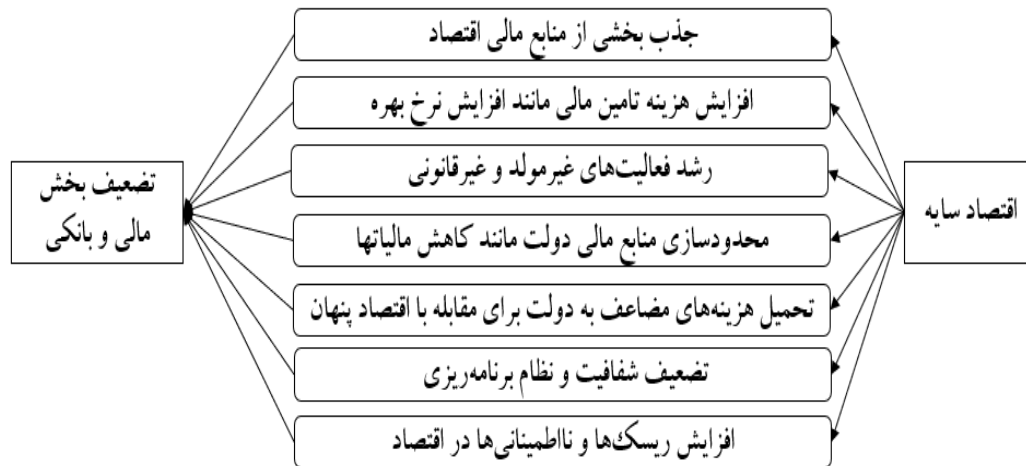 اقتصاد سایه
جذب بخشی از منابع مالی اقتصاد
افزایش هزینه تامین مالی مانند افزایش نرخ بهره
رشد فعالیت‌های غیرمولد و غیرقانونی
محدودسازی منابع مالی دولت مانند کاهش مالیاتها
تحمیل هزینه‌های مضاعف به دولت برای مقابله با اقتصاد پنهان
تضعیف شفافیت و نظام برنامه‌ریزی
افزایش ریسک‌ها و نااطمینانی‌ها در اقتصاد
تضعیف بخش
مالی و بانکی